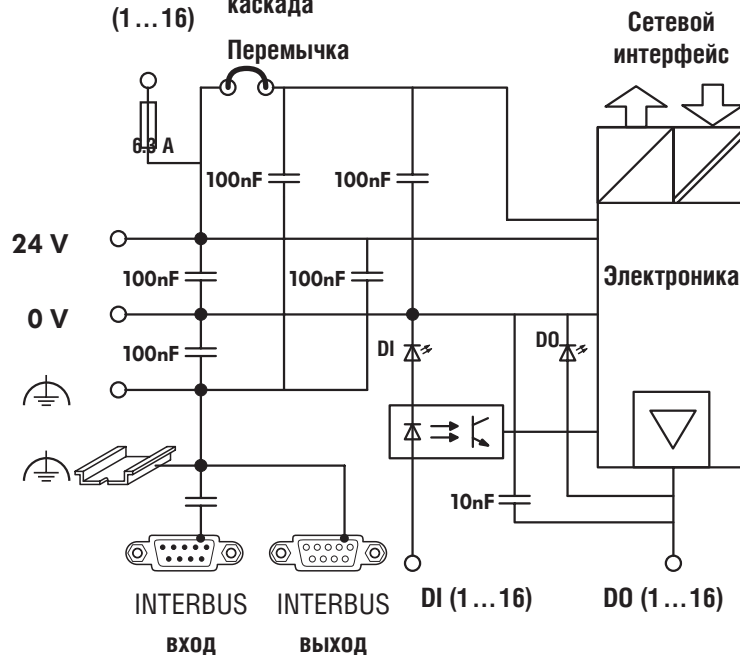 каскада
(1...16)
Перемычка
Сетевой
интерфейс
6.3 A
100nF
100nF
24 V
100nF
100nF
Электроника
0 V
100nF
DI
DO
10nF
INTERBUS
вход
INTERBUS
выход
DI (1...16)
DO (1...16)